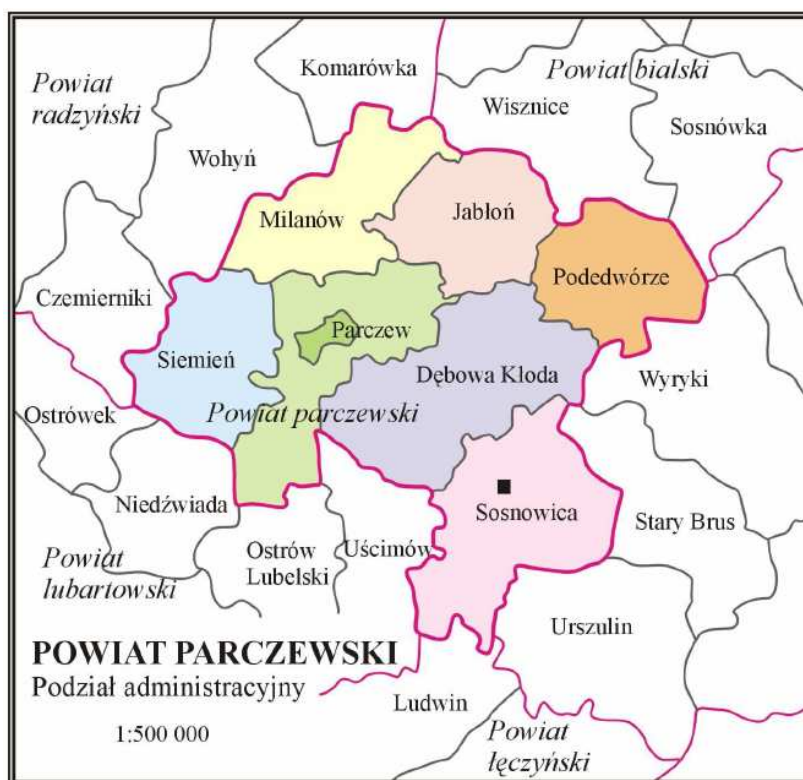 Komarówka
Powiat bialski
Powiat
radzyński
Wisznice
Sosnówka
Wohyń
Milanów
Jabłoń
Podedwórze
Czemierniki
Parczew
Siemień
Dębowa Kłoda
Wyryki
Ostrówek
Powiat parczewski
Niedźwiada
Sosnowica
Stary Brus
Ostrów
Lubelski
Uścimów
Powiat
lubartowski
Urszulin
POWIAT PARCZEWSKI
Podział administracyjny
1:500 000
Ludwin
Powiat
łęczyński